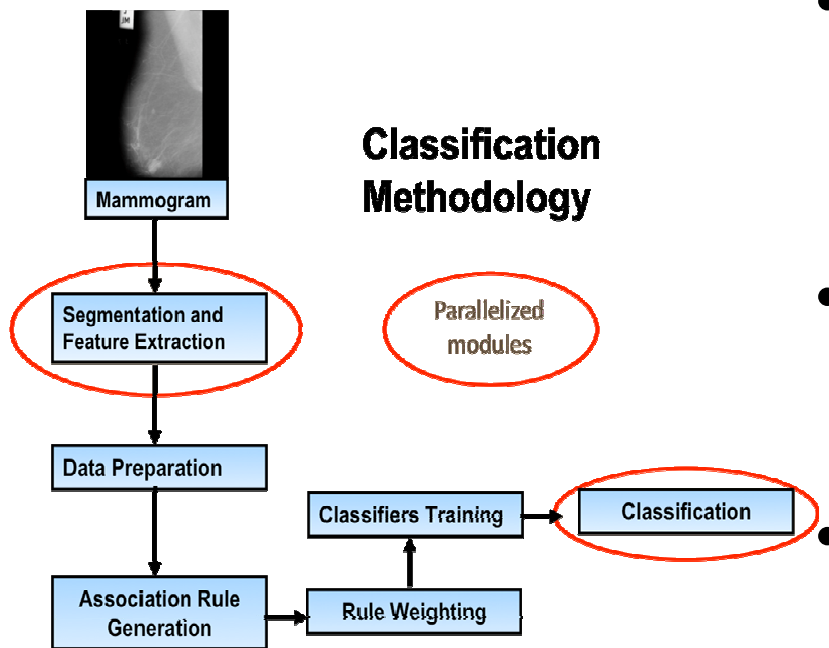 JMI
Classification
Methodology
Mammogram
Segmentation and
Feature Extraction
Parallelized
modules
Data Preparation
Classifiers Training
Classification
Association Rule
Generation
Rule Weighting